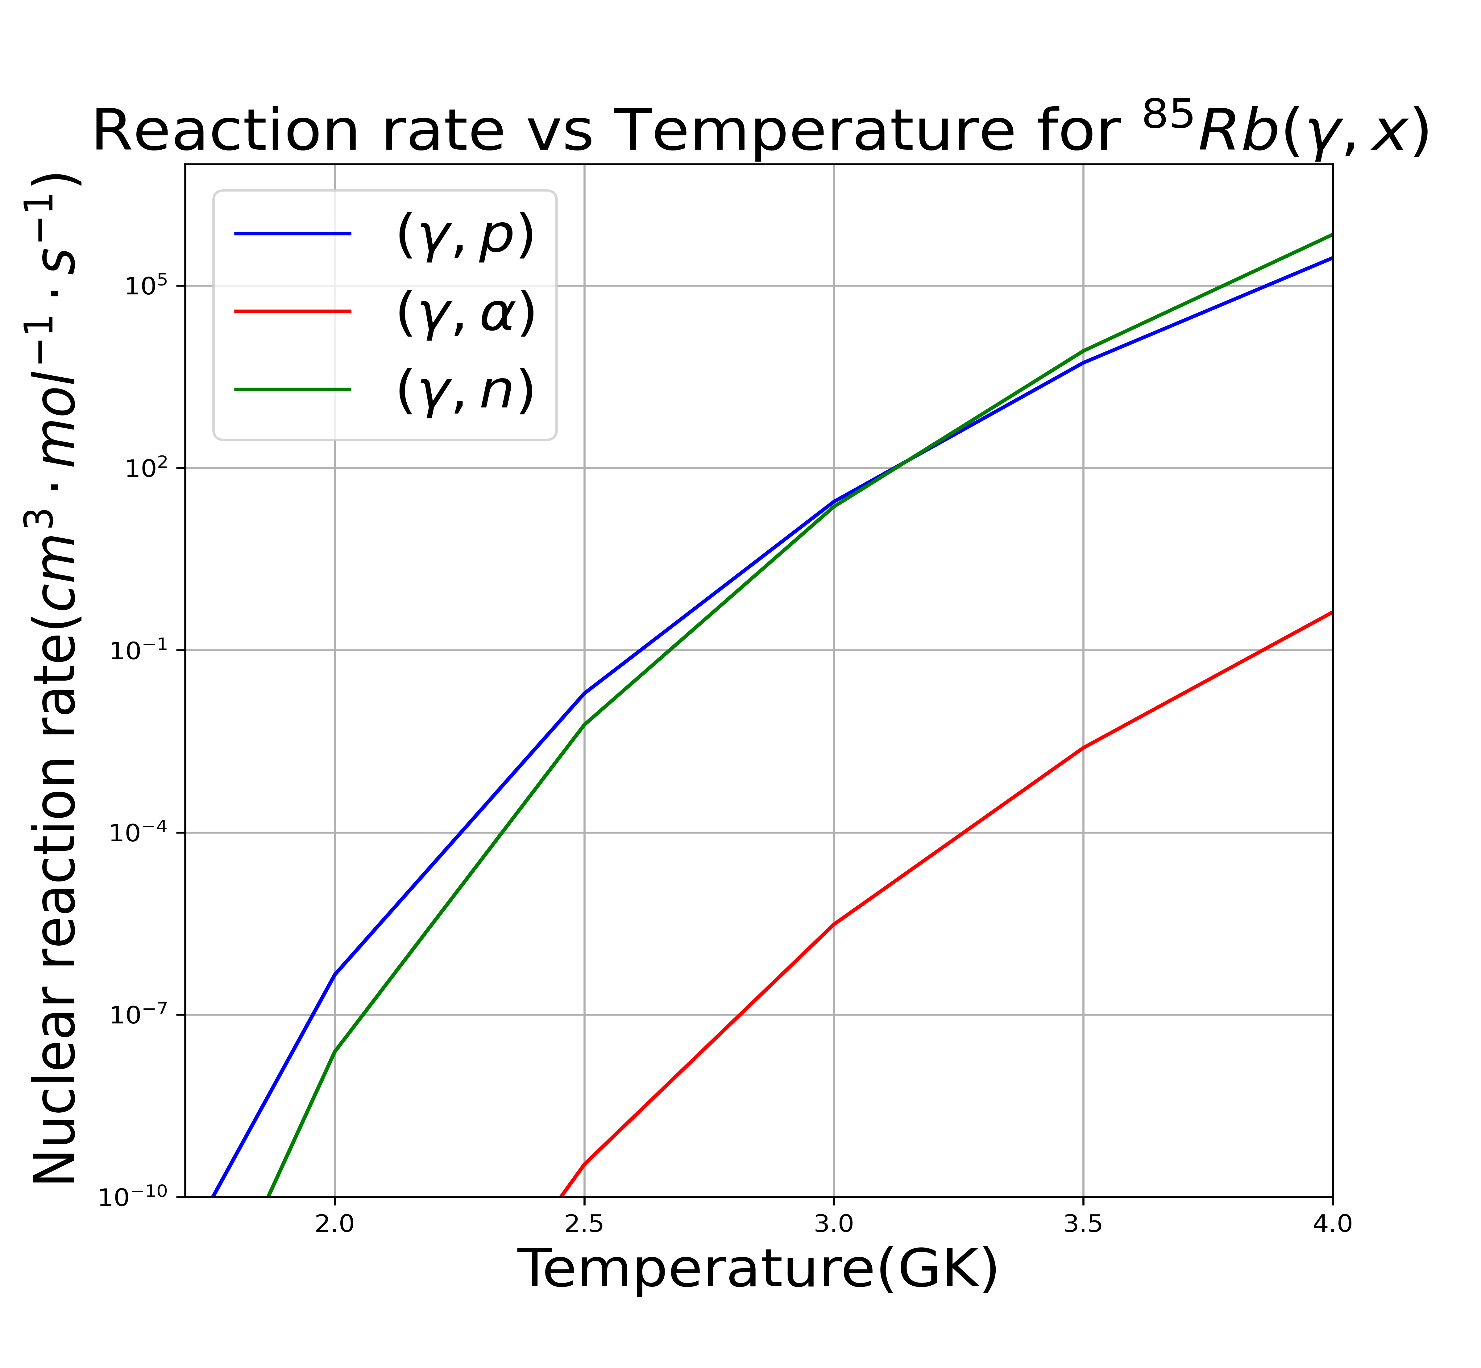 Reaction rate vs Temperature for ⁸⁵Rb(γ, x)
Nuclear reaction rate(cm³ · mol⁻¹ · s⁻¹)
(γ, p)
(γ, α)
(γ, n)
10⁵
10²
10⁻¹
10⁻⁴
10⁻⁷
10⁻¹⁰
2.0 2.5 3.0 3.5 4.0
Temperature(GK)